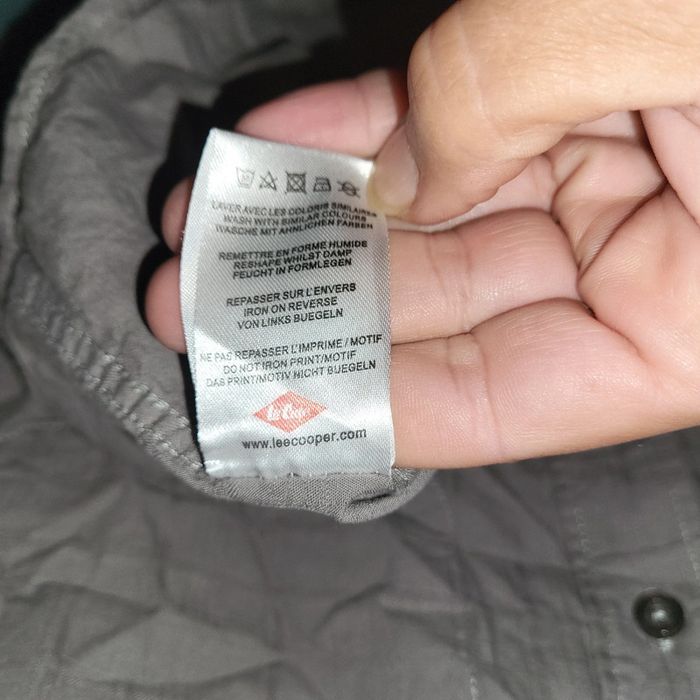 LAVER AVEC LES COLORIS SIMILAIRES
WASH WITH SIMILAR COLOURS
WASCHE MIT AHNLICHEN FARBEN
REMETTRE EN FORME HUMIDE
RESHAPE WHILST DAMP
FEUCHT IN FORMLEGEN
REPASSER SUR L'ENVERS
IRON ON REVERSE
VON LINKS BUEGELN
NE PAS REPASSER L'IMPRIME / MOTIF
DO NOT IRON PRINT/MOTIF
DAS PRINT/MOTIV NICHT BUEGELN
Lee Cooper
www.leecooper.com